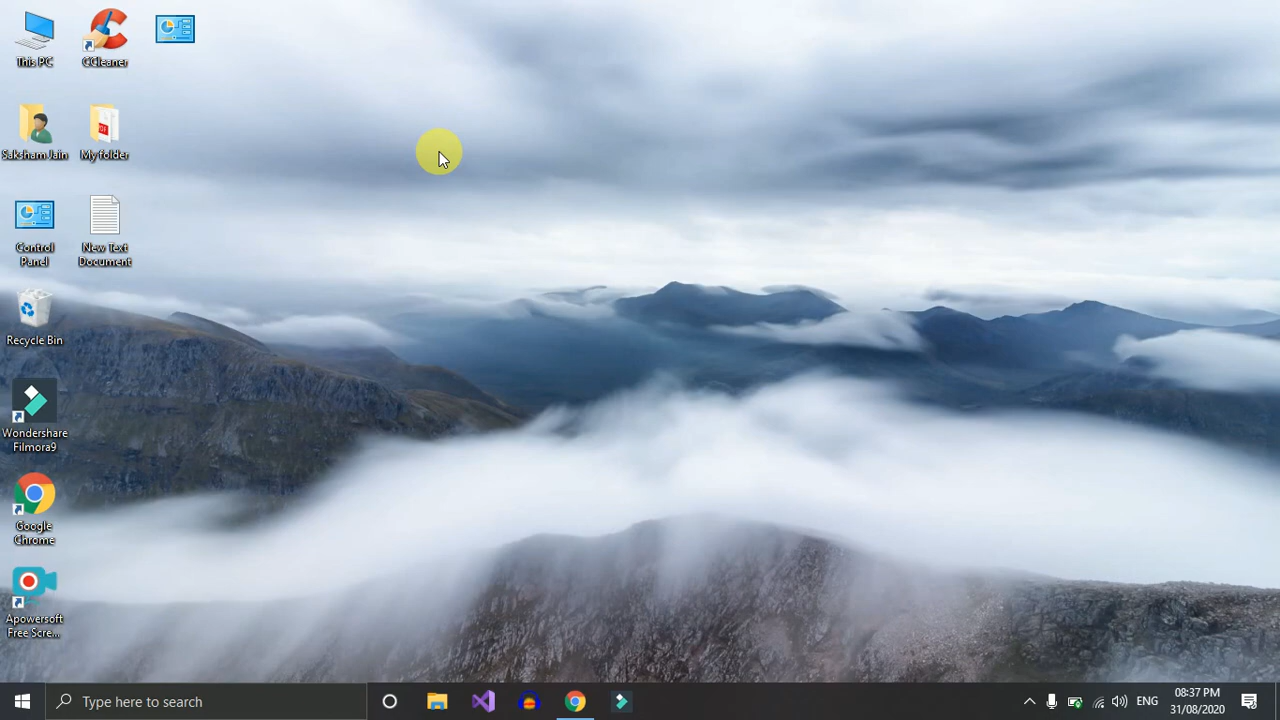 This PC
CCleaner
Saksham Jain
My folder
Control
Panel
New Text
Document
Recycle Bin
Wondershare
Filmora9
Google
Chrome
Apowersoft
Free Scre...
Type here to search
ENG
08:37 PM
31/08/2020